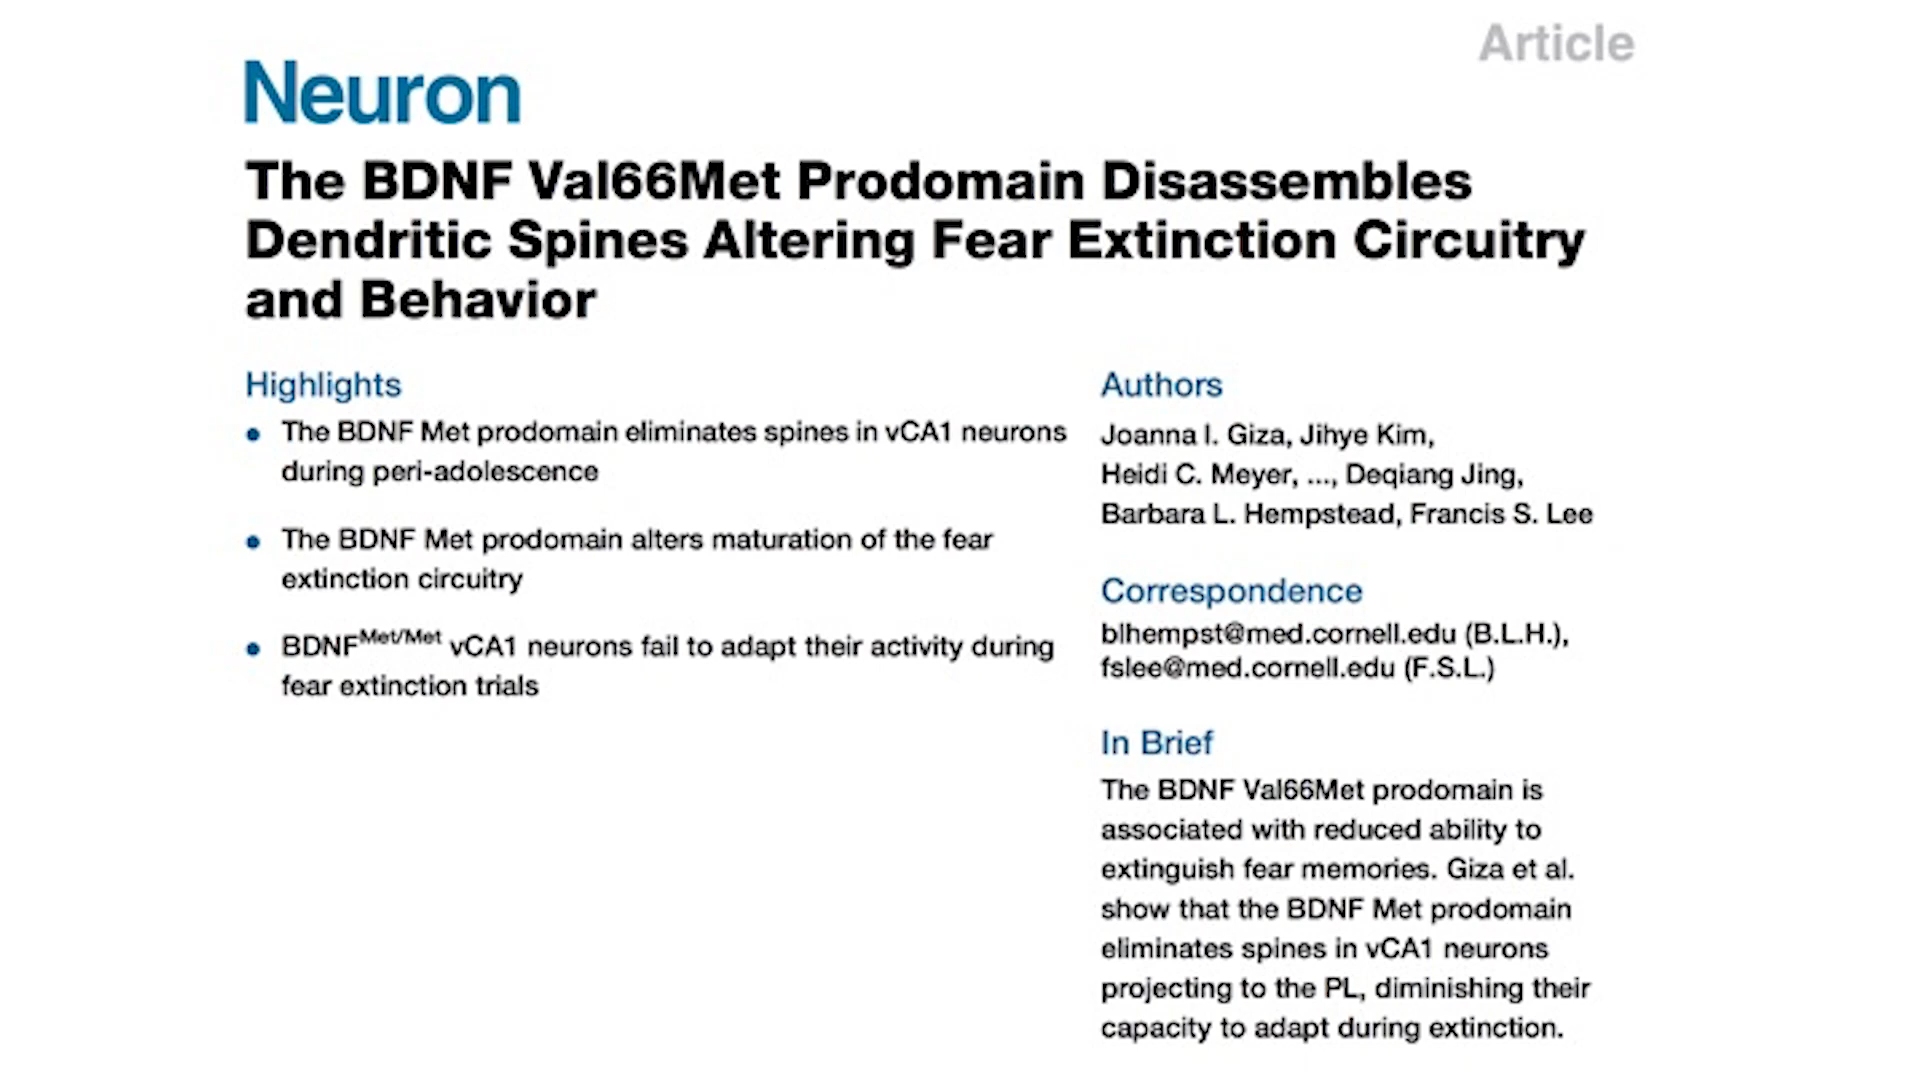 Article
Neuron
The BDNF Val66Met Prodomain Disassembles
Dendritic Spines Altering Fear Extinction Circuitry
and Behavior
Highlights
• The BDNF Met prodomain eliminates spines in vCA1 neurons
during peri-adolescence
• The BDNF Met prodomain alters maturation of the fear
extinction circuitry
• BDNFMet/Met vCA1 neurons fail to adapt their activity during
fear extinction trials
Authors
Joanna I. Giza, Jihye Kim,
Heidi C. Meyer, ..., Deqiang Jing,
Barbara L. Hempstead, Francis S. Lee
Correspondence
blhempst@med.cornell.edu (B.L.H.),
fslee@med.cornell.edu (F.S.L.)
In Brief
The BDNF Val66Met prodomain is
associated with reduced ability to
extinguish fear memories. Giza et al.
show that the BDNF Met prodomain
eliminates spines in vCA1 neurons
projecting to the PL, diminishing their
capacity to adapt during extinction.